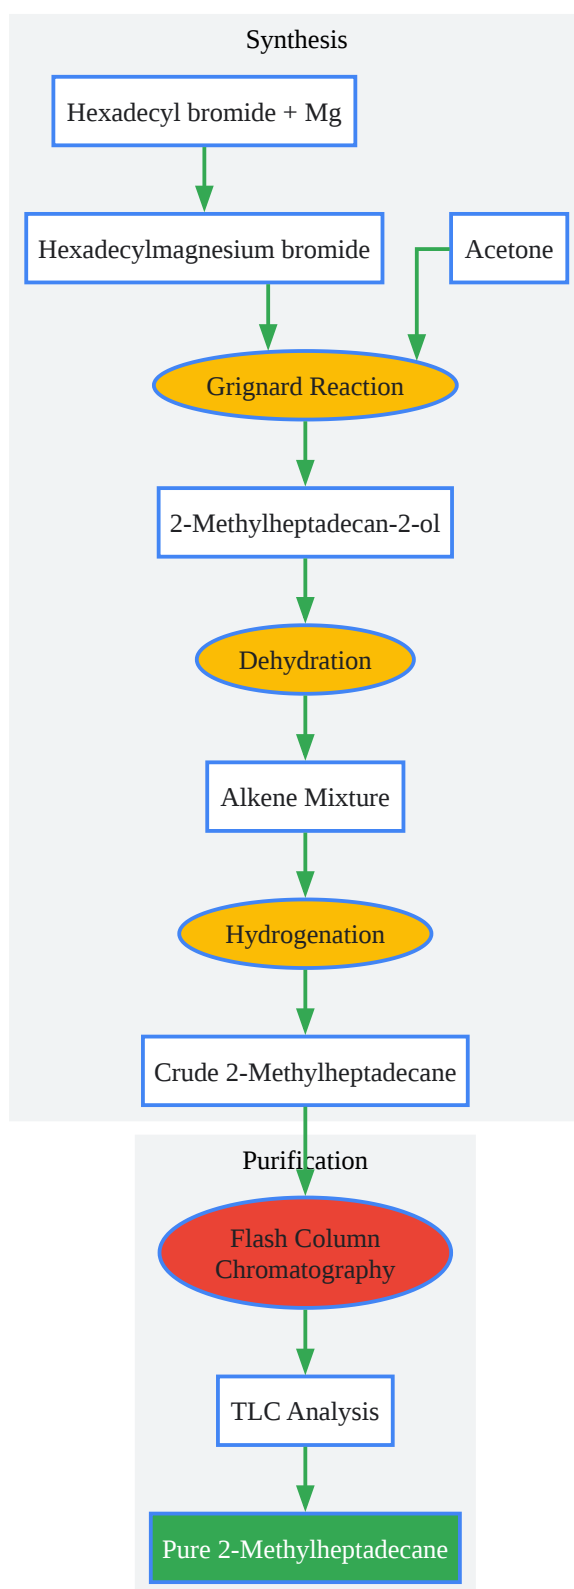 Synthesis
Hexadecyl bromide + Mg
Hexadecylmagnesium bromide
Acetone
Grignard Reaction
2-Methylheptadecan-2-ol
Dehydration
Alkene Mixture
Hydrogenation
Crude 2-Methylheptadecane
Purification
Flash Column
Chromatography
TLC Analysis
Pure 2-Methylheptadecane